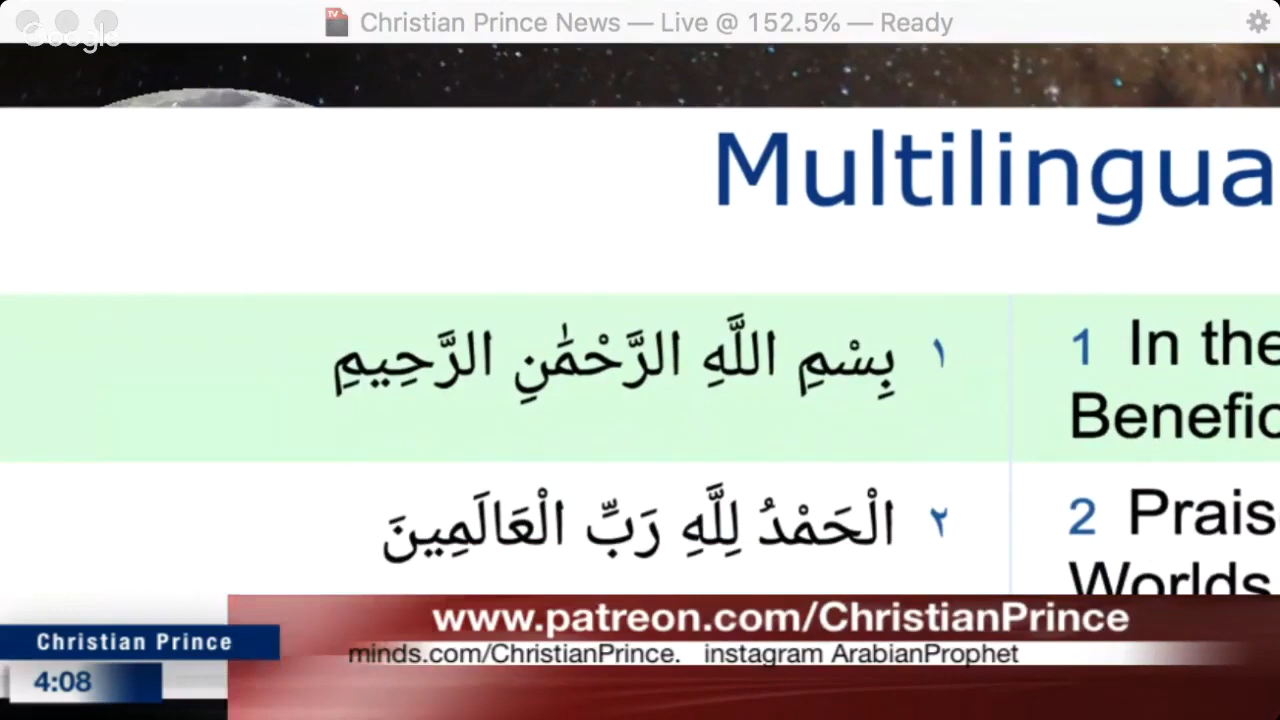 Christian Prince News — Live @ 152.5% — Ready
Google
Multilingua
بِسْمِ اللَّهِ الرَّحْمَٰنِ الرَّحِيمِ ١
1 In the
Benefic
الْحَمْدُ لِلَّهِ رَبِّ الْعَالَمِينَ ٢
2 Prais
Worlds
www.patreon.com/ChristianPrince
Christian Prince
minds.com/ChristianPrince. instagram ArabianProphet
4:08